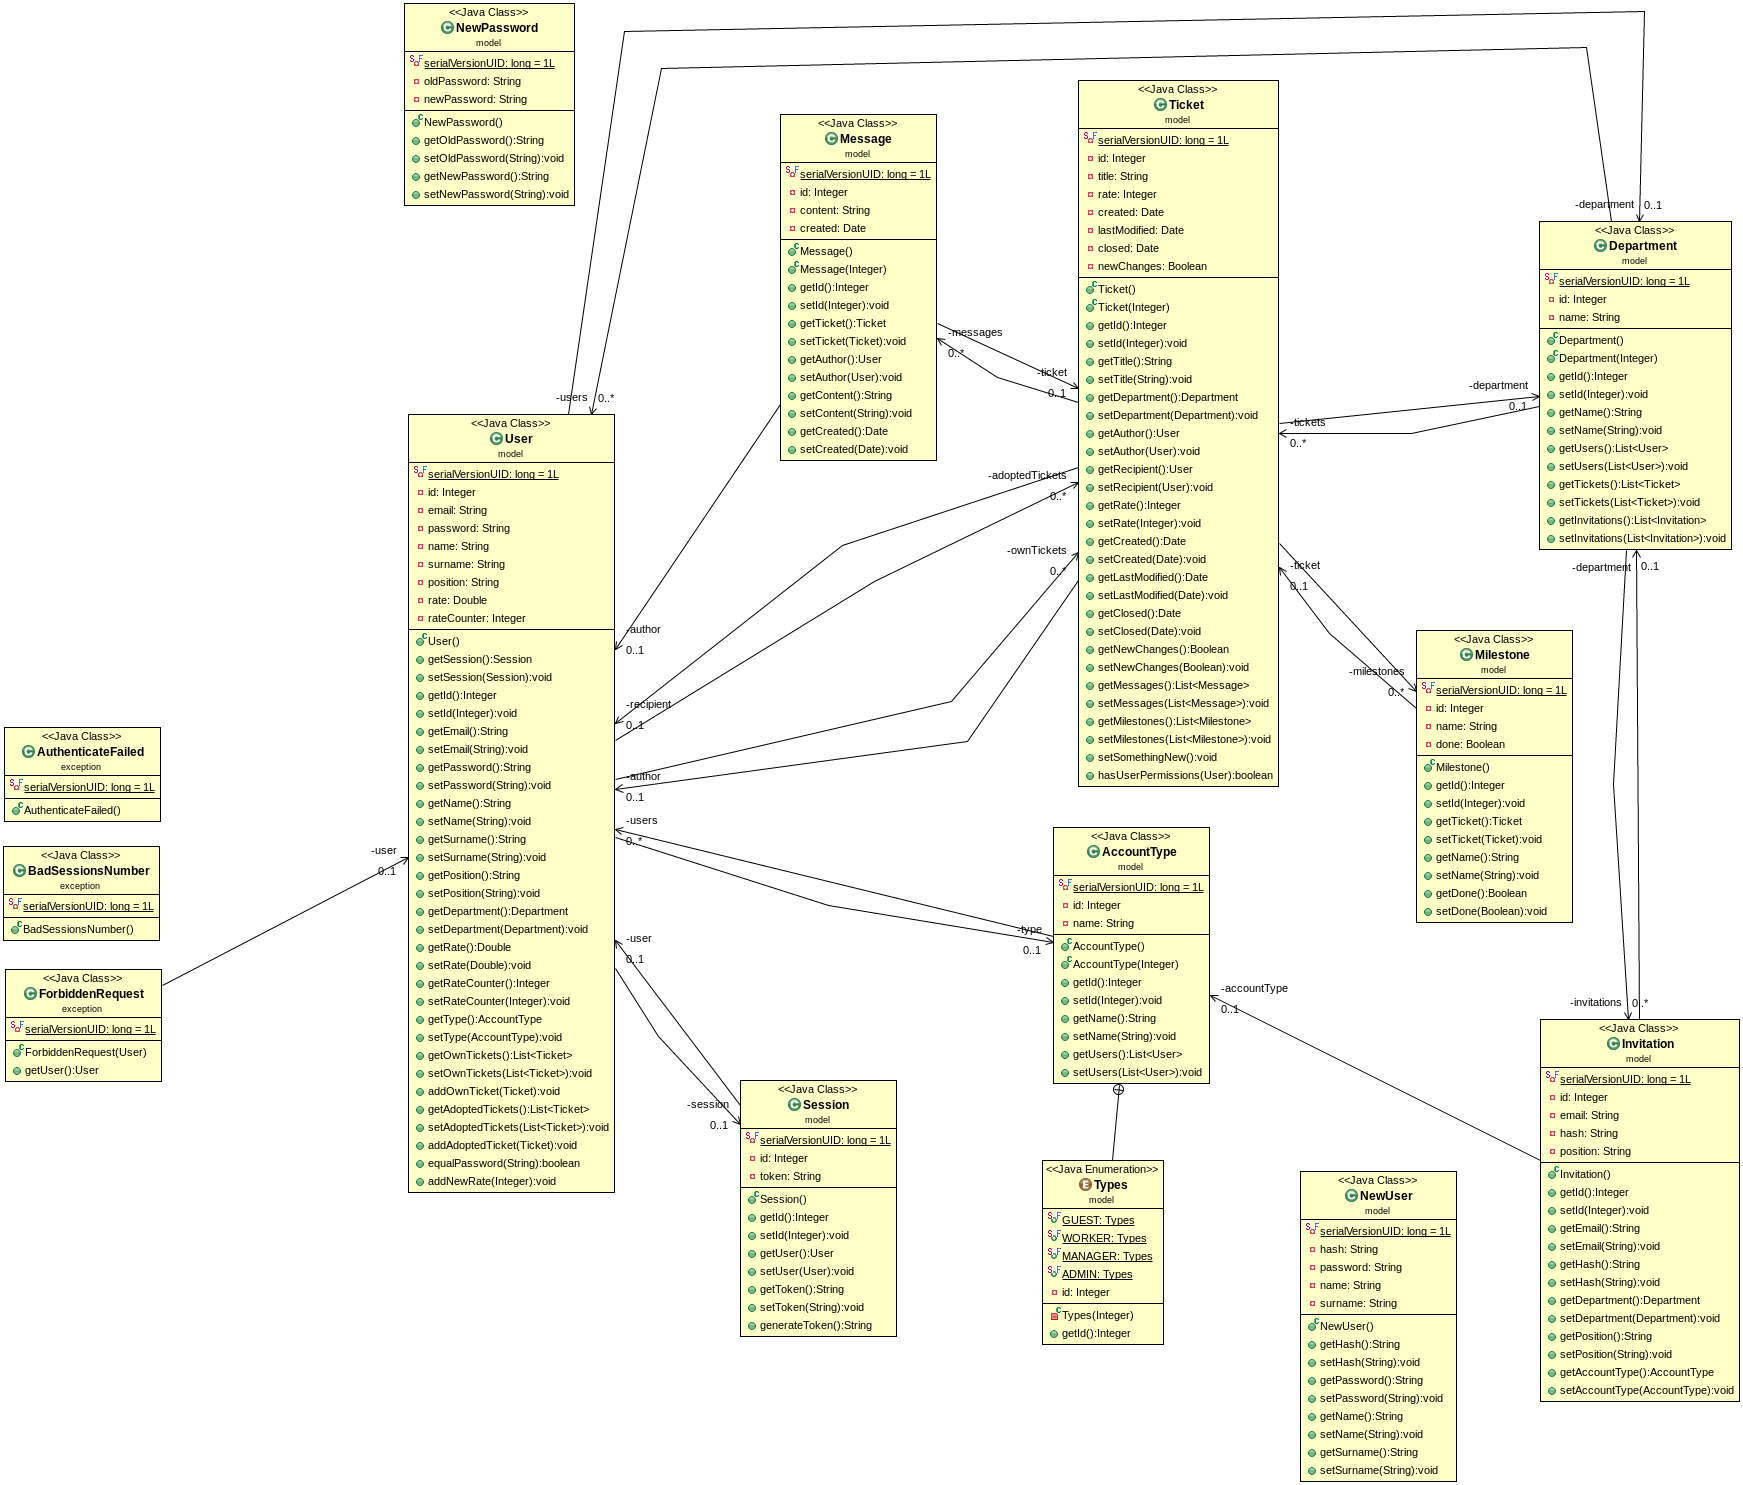 <<Java Class>>
NewPassword
model
serialVersionUID: long = 1L
oldPassword: String
newPassword: String
NewPassword()
getOldPassword():String
setOldPassword(String):void
getNewPassword():String
setNewPassword(String):void
<<Java Class>>
Message
model
serialVersionUID: long = 1L
id: Integer
content: String
created: Date
Message()
Message(Integer)
getId():Integer
setId(Integer):void
getTicket():Ticket
setTicket(Ticket):void
getAuthor():User
setAuthor(User):void
getContent():String
setContent(String):void
getCreated():Date
setCreated(Date):void
<<Java Class>>
Ticket
model
serialVersionUID: long = 1L
id: Integer
title: String
rate: Integer
created: Date
lastModified: Date
closed: Date
newChanges: Boolean
Ticket()
Ticket(Integer)
getId():Integer
setId(Integer):void
getTitle():String
setTitle(String):void
getDepartment():Department
setDepartment(Department):void
getAuthor():User
setAuthor(User):void
getRecipient():User
setRecipient(User):void
getRate():Integer
setRate(Integer):void
getCreated():Date
setCreated(Date):void
getLastModified():Date
setLastModified(Date):void
getClosed():Date
setClosed(Date):void
getNewChanges():Boolean
setNewChanges(Boolean):void
getMessages():List<Message>
setMessages(List<Message>):void
getMilestones():List<Milestone>
setMilestones(List<Milestone>):void
setSomethingNew():void
hasUserPermissions(User):boolean
-department 0..1
<<Java Class>>
Department
model
serialVersionUID: long = 1L
id: Integer
name: String
Department()
Department(Integer)
getId():Integer
setId(Integer):void
getName():String
setName(String):void
getUsers():List<User>
setUsers(List<User>):void
getTickets():List<Ticket>
setTickets(List<Ticket>):void
getInvitations():List<Invitation>
setInvitations(List<Invitation>):void
-messages
0..*
-ticket
0..1
-department
0..1
-tickets
0..*
-users 0..*
<<Java Class>>
User
model
serialVersionUID: long = 1L
id: Integer
email: String
password: String
name: String
surname: String
position: String
rate: Double
rateCounter: Integer
User()
getSession():Session
setSession(Session):void
getId():Integer
setId(Integer):void
getEmail():String
setEmail(String):void
getPassword():String
setPassword(String):void
getName():String
setName(String):void
getSurname():String
setSurname(String):void
getPosition():String
setPosition(String):void
getDepartment():Department
setDepartment(Department):void
getRate():Double
setRate(Double):void
getRateCounter():Integer
setRateCounter(Integer):void
getType():AccountType
setType(AccountType):void
getOwnTickets():List<Ticket>
setOwnTickets(List<Ticket>):void
addOwnTicket(Ticket):void
getAdoptedTickets():List<Ticket>
setAdoptedTickets(List<Ticket>):void
addAdoptedTicket(Ticket):void
equalPassword(String):boolean
addNewRate(Integer):void
-adoptedTickets
0..*
-ownTickets
0..*
-author
0..1
-recipient
0..1
-author
0..1
-users
0..*
-type
0..1
-user
0..1
-session
0..1
-ticket
0..1
-milestones
0..*
-department 0..1
<<Java Class>>
Milestone
model
serialVersionUID: long = 1L
id: Integer
name: String
done: Boolean
Milestone()
getId():Integer
setId(Integer):void
getTicket():Ticket
setTicket(Ticket):void
getName():String
setName(String):void
getDone():Boolean
setDone(Boolean):void
<<Java Class>>
AuthenticateFailed
exception
serialVersionUID: long = 1L
AuthenticateFailed()
<<Java Class>>
BadSessionsNumber
exception
serialVersionUID: long = 1L
BadSessionsNumber()
-user
0..1
<<Java Class>>
ForbiddenRequest
exception
serialVersionUID: long = 1L
ForbiddenRequest(User)
getUser():User
<<Java Class>>
AccountType
model
serialVersionUID: long = 1L
id: Integer
name: String
AccountType()
AccountType(Integer)
getId():Integer
setId(Integer):void
getName():String
setName(String):void
getUsers():List<User>
setUsers(List<User>):void
-accountType
0..1
-invitations 0..*
<<Java Class>>
Session
model
serialVersionUID: long = 1L
id: Integer
token: String
Session()
getId():Integer
setId(Integer):void
getUser():User
setUser(User):void
getToken():String
setToken(String):void
generateToken():String
<<Java Enumeration>>
Types
model
GUEST: Types
WORKER: Types
MANAGER: Types
ADMIN: Types
id: Integer
Types(Integer)
getId():Integer
<<Java Class>>
NewUser
model
serialVersionUID: long = 1L
hash: String
password: String
name: String
surname: String
NewUser()
getHash():String
setHash(String):void
getPassword():String
setPassword(String):void
getName():String
setName(String):void
getSurname():String
setSurname(String):void
<<Java Class>>
Invitation
model
serialVersionUID: long = 1L
id: Integer
email: String
hash: String
position: String
Invitation()
getId():Integer
setId(Integer):void
getEmail():String
setEmail(String):void
getHash():String
setHash(String):void
getDepartment():Department
setDepartment(Department):void
getPosition():String
setPosition(String):void
getAccountType():AccountType
setAccountType(AccountType):void